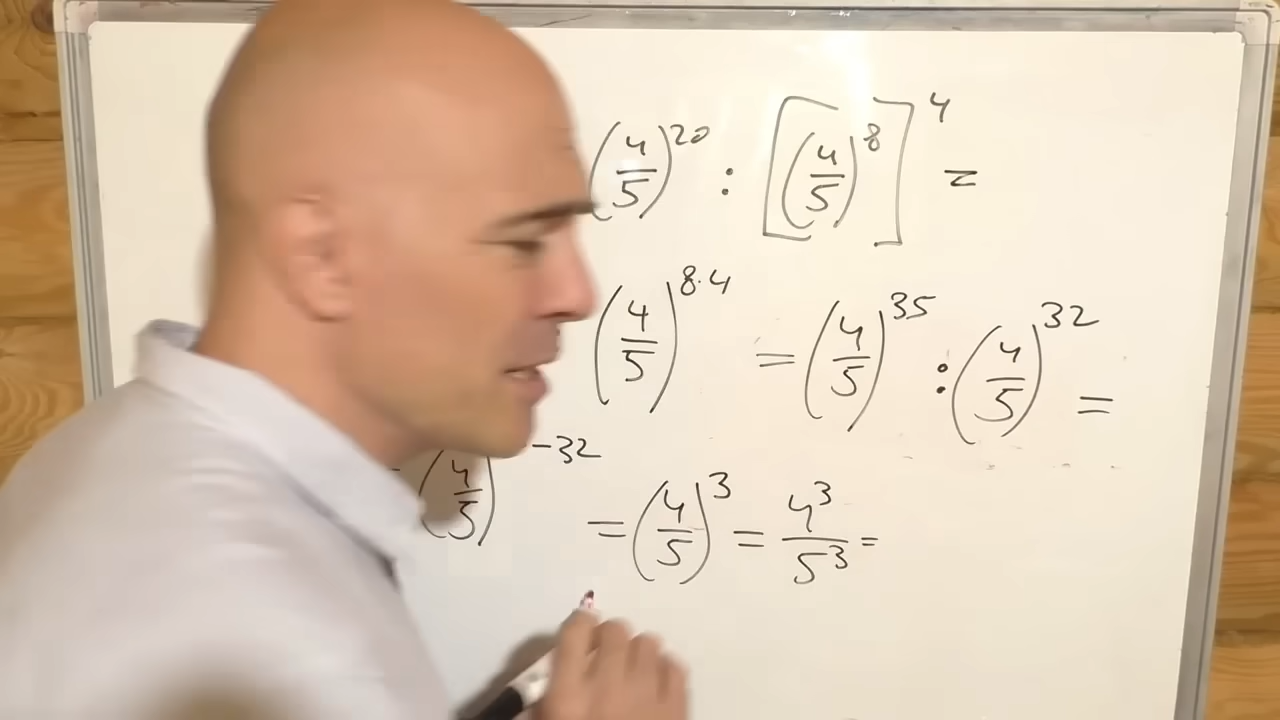 (4/5)^20 : [(4/5)^8]^4 =
(4/5)^8·4 = (4/5)^35 : (4/5)^32 =
(4/5)^-32 = (4/5)^3 = 4^3/5^3 =